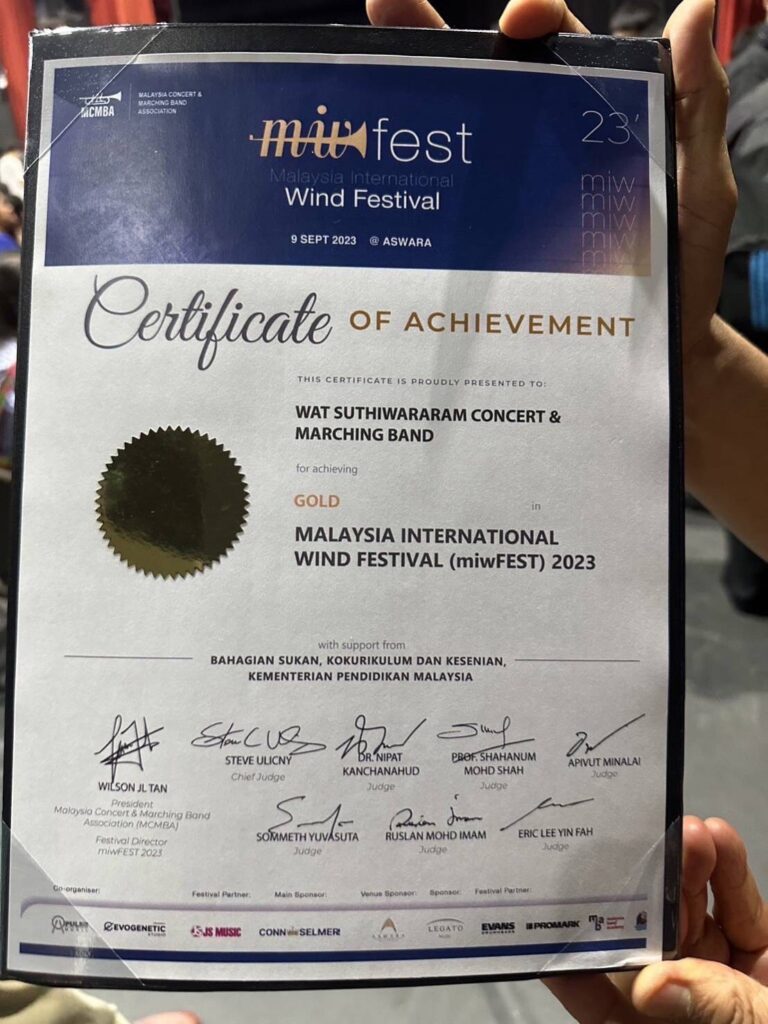 MCMBA
MALAYSIA CONCERT &
MARCHING BAND
ASSOCIATION
miwfest
Malaysia International
Wind Festival
9 SEPT 2023 @ ASWARA
23'
miw
miw
miw
miw
miw
Certificate OF ACHIEVEMENT
THIS CERTIFICATE IS PROUDLY PRESENTED TO:
WAT SUTHIWARARAM CONCERT &
MARCHING BAND
for achieving
GOLD in
MALAYSIA INTERNATIONAL
WIND FESTIVAL (miwFEST) 2023
with support from
BAHAGIAN SUKAN, KOKURIKULUM DAN KESENIAN,
KEMENTERIAN PENDIDIKAN MALAYSIA
WILSON JL TAN
President
Malaysia Concert & Marching Band
Association (MCMBA)
Festival Director
miwFEST 2023
STEVE ULICNY
Chief Judge
DR. NIPAT
KANCHANAHUD
Judge
PROF. SHAHANUM
MOHD SHAH
Judge
APIVUT MINALAI
Judge
SOMMETH YUVASUTA
Judge
RUSLAN MOHD IMAM
Judge
ERIC LEE YIN FAH
Judge
Co-organiser: Festival Partner: Main Sponsor: Venue Sponsor: Sponsor: Festival Partner:
EVOGENETIC
STUDIO
JS MUSIC
CONN SELMER
ASWARA
LEGATO
EVANS
DRUMHEADS
PROMARK